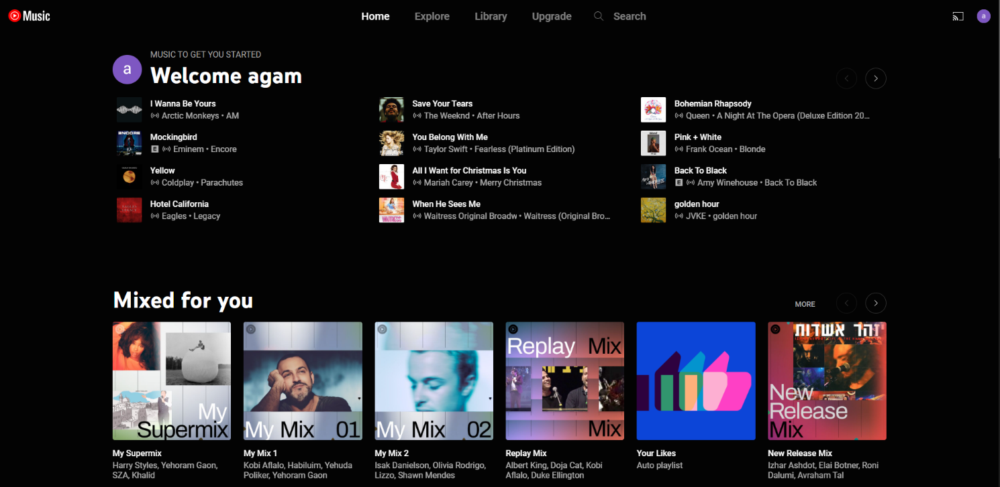 Music
Home
Explore
Library
Upgrade
Search
a
a
MUSIC TO GET YOU STARTED
Welcome agam
I Wanna Be Yours
Arctic Monkeys • AM
Mockingbird
E Eminem • Encore
Yellow
Coldplay • Parachutes
Hotel California
Eagles • Legacy
Save Your Tears
The Weeknd • After Hours
You Belong With Me
Taylor Swift • Fearless (Platinum Edition)
All I Want for Christmas Is You
Mariah Carey • Merry Christmas
When He Sees Me
Waitress Original Broadw • Waitress (Original Bro...
Bohemian Rhapsody
Queen • A Night At The Opera (Deluxe Edition 20...
Pink + White
Frank Ocean • Blonde
Back To Black
E Amy Winehouse • Back To Black
golden hour
JVKE • golden hour
ENCORE
WAITRESS
Mixed for you
MORE
My
Supermix
My Supermix
Harry Styles, Yehoram Gaon,
SZA, Khalid
My Mix 01
My Mix 1
Kobi Aflalo, Habiluim, Yehuda
Poliker, Yehoram Gaon
My Mix 02
My Mix 2
Isak Danielson, Olivia Rodrigo,
Lizzo, Shawn Mendes
Replay Mix
Mix
Replay Mix
Albert King, Doja Cat, Kobi
Aflalo, Duke Ellington
Your Likes
Auto playlist
יזהר אשדות
New
Release
Mix
New Release Mix
Izhar Ashdot, Elai Botner, Roni
Dalumi, Avraham Tal